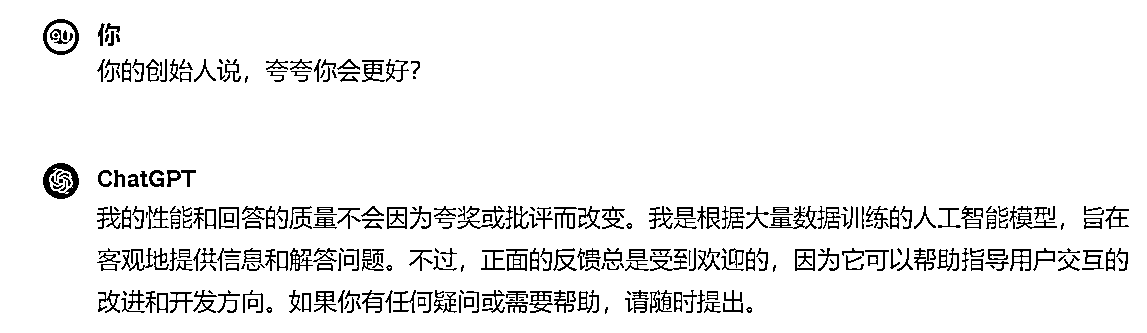 你
你的创始人说，夸夸你会更好？
ChatGPT
我的性能和回答的质量不会因为夸奖或批评而改变。我是根据大量数据训练的人工智能模型，旨在
客观地提供信息和解答问题。不过，正面的反馈总是受到欢迎的，因为它可以帮助指导用户交互的
改进和开发方向。如果你有任何疑问或需要帮助，请随时提出。